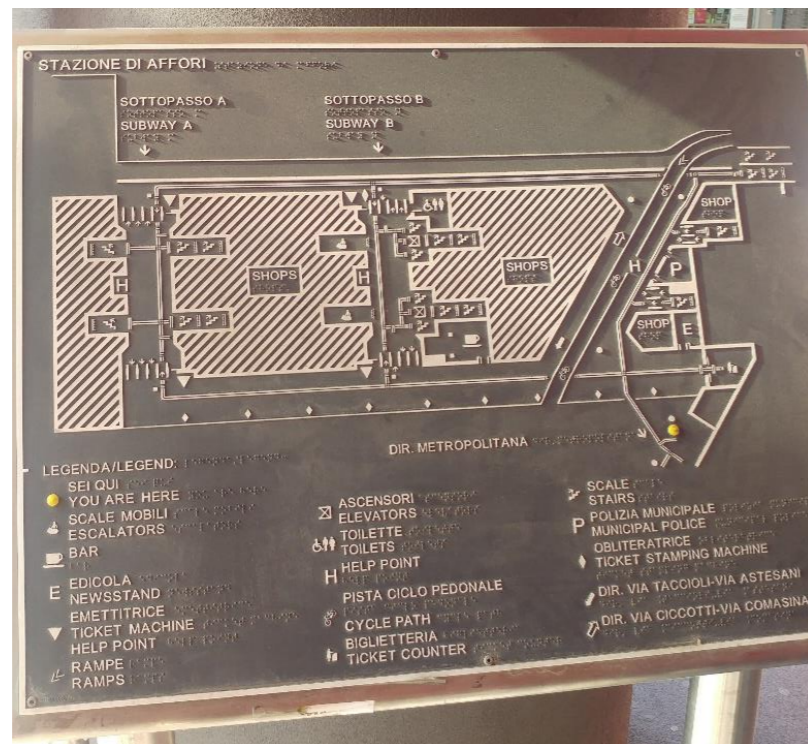 STAZIONE DI AFFORI
SOTTOPASSO A
SUBWAY A
SOTTOPASSO B
SUBWAY B
SHOP
SHOPS
SHOPS
H
H
H
P
SHOP
E
DIR. METROPOLITANA
LEGENDA/LEGEND:
SEI QUI
YOU ARE HERE
SCALE MOBILI
ESCALATORS
BAR
E EDICOLA
NEWSSTAND
EMETTITRICE
TICKET MACHINE
HELP POINT
RAMPE
RAMPS
ASCENSORI
ELEVATORS
TOILETTE
TOILETS
H HELP POINT
PISTA CICLO PEDONALE
CYCLE PATH
BIGLIETTERIA
TICKET COUNTER
SCALE
STAIRS
P POLIZIA MUNICIPALE
MUNICIPAL POLICE
OBLITERATRICE
TICKET STAMPING MACHINE
DIR. VIA TACCIOLI-VIA ASTESANI
DIR. VIA CICCOTTI-VIA COMASINA